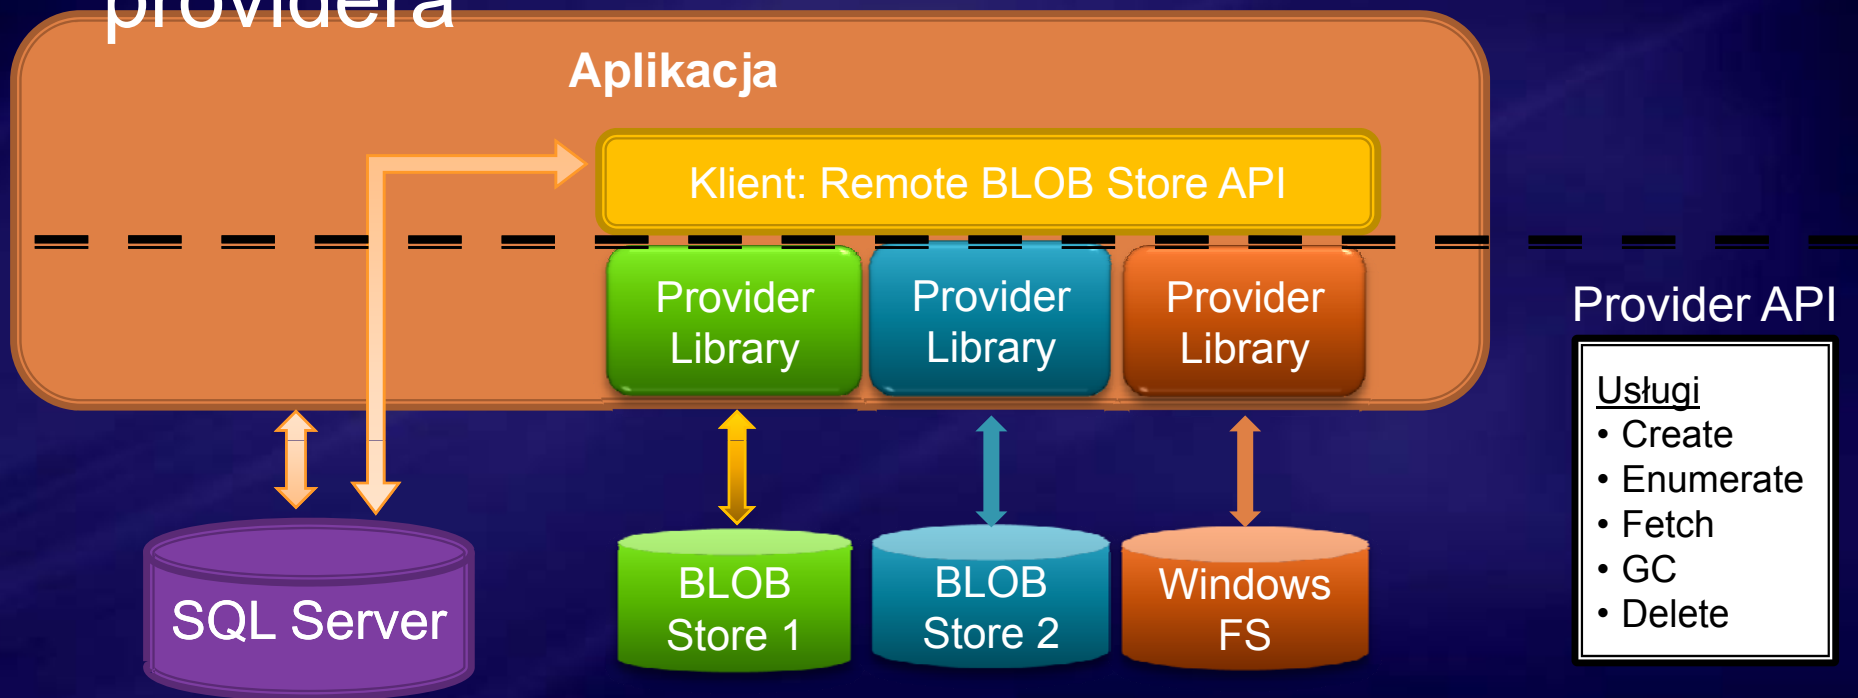 providera
Aplikacja
Klient: Remote BLOB Store API
Provider
Library
Provider
Library
Provider
Library
Provider API
Usługi
• Create
• Enumerate
• Fetch
• GC
• Delete
SQL Server
BLOB
Store 1
BLOB
Store 2
Windows
FS